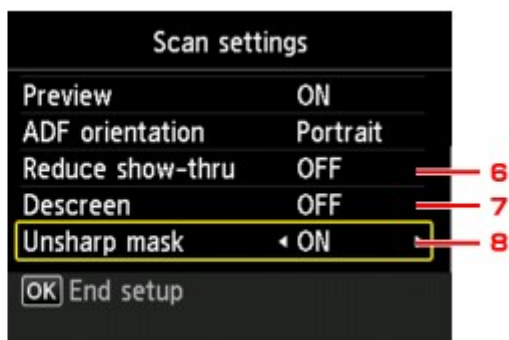 Scan settings
Preview ON
ADF orientation Portrait
Reduce show-thru OFF 6
Descreen OFF 7
Unsharp mask ON 8
OK End setup